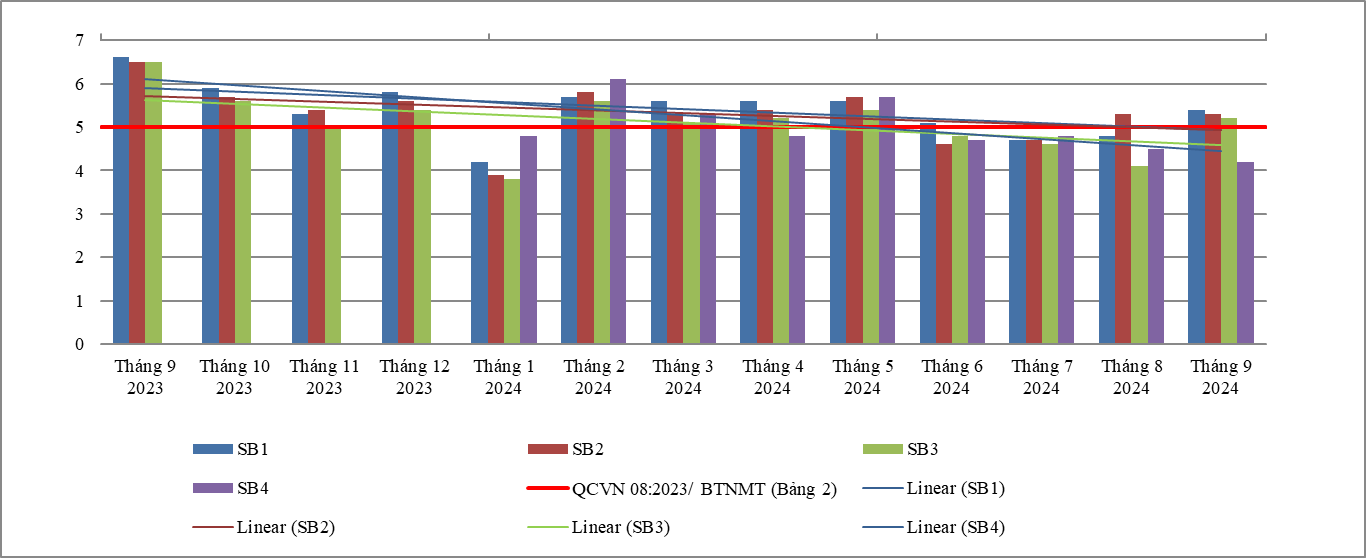 7
6
5
4
3
2
1
0
Tháng 9 2023
Tháng 10 2023
Tháng 11 2023
Tháng 12 2023
Tháng 1 2024
Tháng 2 2024
Tháng 3 2024
Tháng 4 2024
Tháng 5 2024
Tháng 6 2024
Tháng 7 2024
Tháng 8 2024
Tháng 9 2024
SB1
SB2
SB3
SB4
QCVN 08:2023/ BTNMT (Bảng 2)
Linear (SB1)
Linear (SB2)
Linear (SB3)
Linear (SB4)